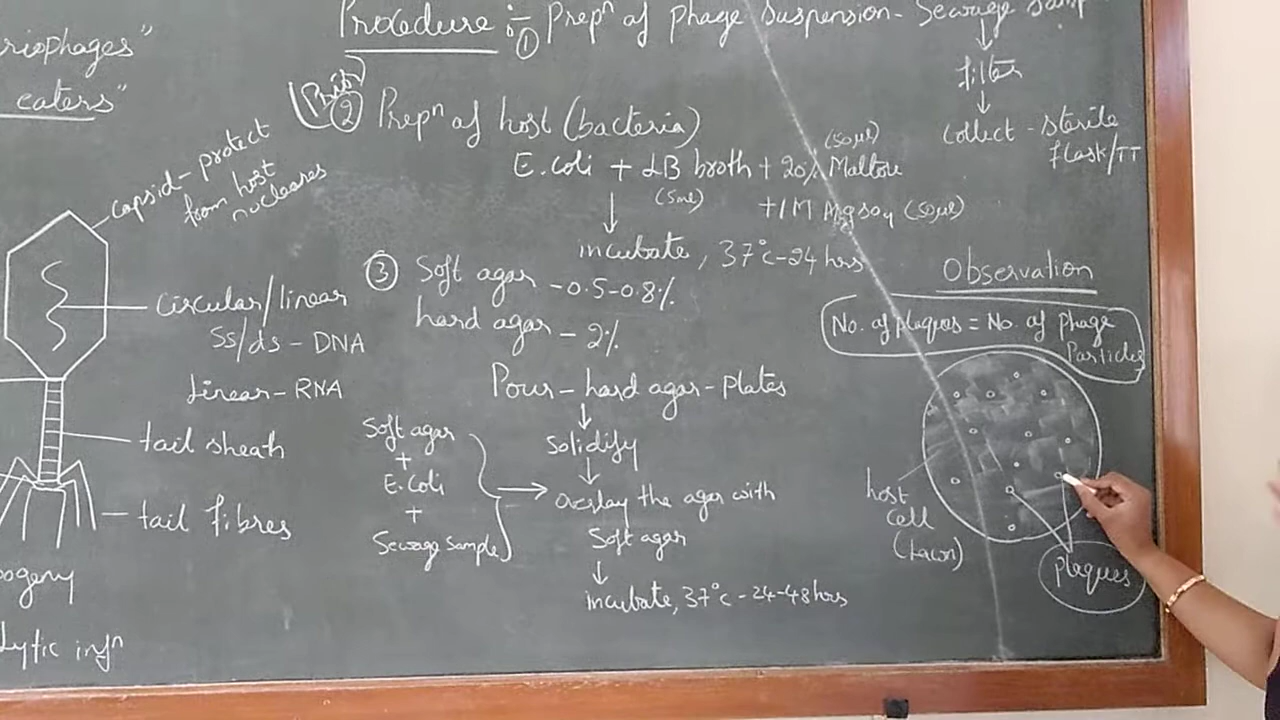 riophages"
eaters"
capsid - protect
from host
nucleases
Circular/linear
ss/ds - DNA
Linear - RNA
tail sheath
tail fibres
ogeny
Lytic infⁿ
Procedure :- ① Prepⁿ of phage suspension - Sewage samp
↓
filter
↓
Collect - sterile
flask/TT
(Prior)
② Prepⁿ of host (bacteria)
(50µl)
E.coli + LB broth + 20% Maltose
(5ml)
+ 1M MgSO4 (50µl)
↓
incubate, 37°c - 24 hrs
③ Soft agar - 0.5 - 0.8%
hard agar - 2%
Pour - hard agar - plates
↓
Solidify
↓
Soft agar
+
E.coli
+
Sewage sample
→ Overlay the agar with
Soft agar
↓
incubate, 37°c - 24-48 hrs
Observation
No. of plaques = No. of phage
Particles
host
cell
(Lawn)
plaques